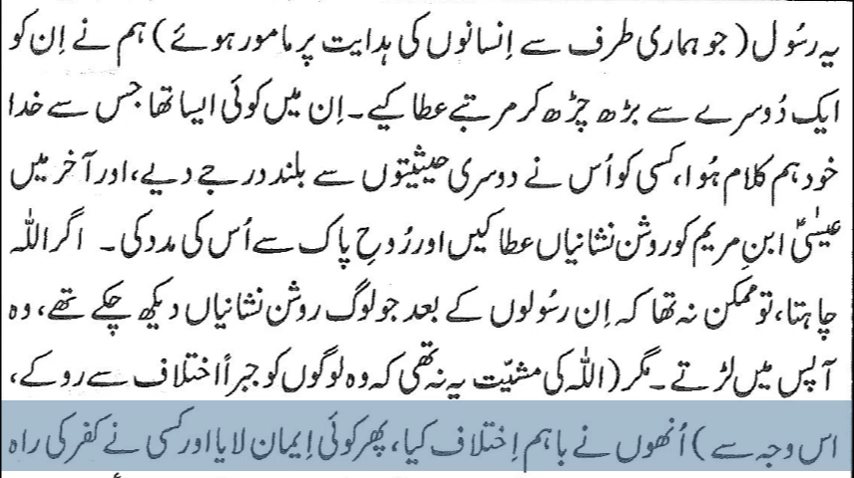 یہ رسُول (جو ہماری طرف سے اِنسانوں کی ہدایت پر مامور ہوئے) ہم نے اِن کو
ایک دُوسرے سے بڑھ چڑھ کر مرتبے عطا کیے۔ اِن میں کوئی ایسا تھا جس سے خدا
خود ہم کلام ہُوا، کسی کو اُس نے دوسری حیثیتوں سے بلند درجے دیے، اور آخر میں
عیسٰیؑ ابنِ مریم کو روشن نشانیاں عطا کیں اور رُوحِ پاک سے اُس کی مدد کی۔ اگر اللّٰہ
چاہتا، تو ممکن نہ تھا کہ اِن رسُولوں کے بعد جو لوگ روشن نشانیاں دیکھ چکے تھے، وہ
آپس میں لڑتے۔ مگر (اللّٰہ کی مشیّت یہ نہ تھی کہ وہ لوگوں کو جبراً اختلاف سے روکے،
اس وجہ سے) اُنھوں نے باہم اِختلاف کیا، پھر کوئی اِیمان لایا اور کسی نے کفر کی راہ